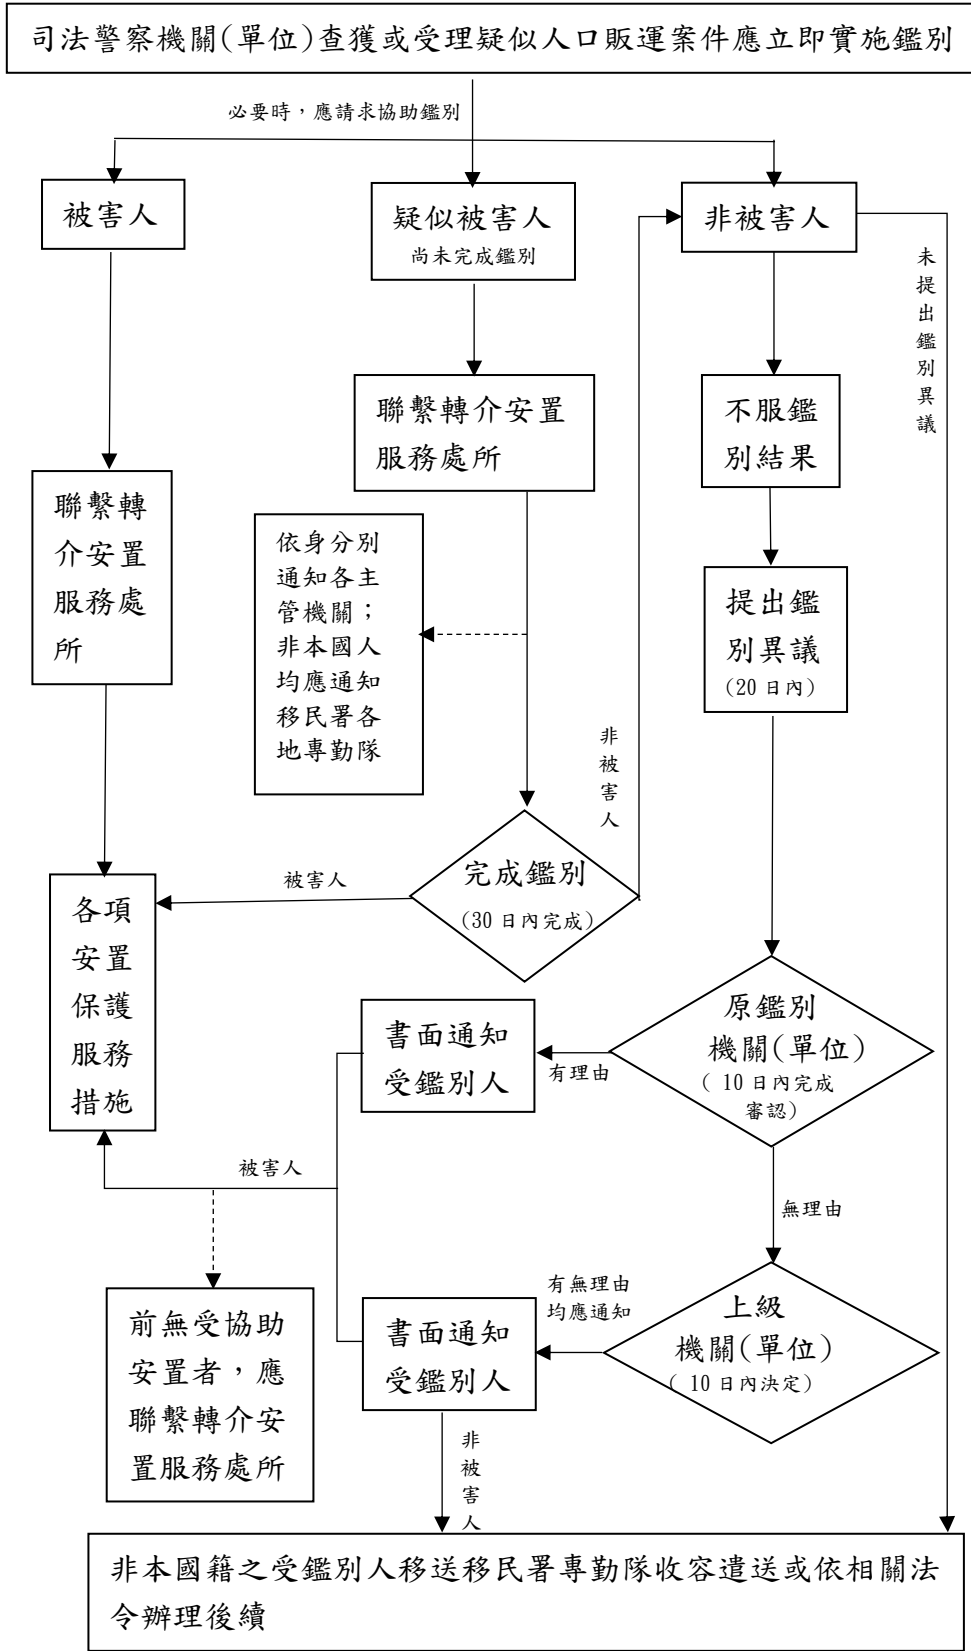 司法警察機關(單位)查獲或受理疑似人口販運案件應立即實施鑑別
必要時，應請求協助鑑別
被害人
疑似被害人
尚未完成鑑別
非被害人
未提出鑑別異議
聯繫轉介安置
服務處所
不服鑑
別結果
聯繫轉
介安置
服務處
所
依身分別
通知各主
管機關；
非本國人
均應通知
移民署各
地專勤隊
提出鑑
別異議
(20 日內)
非被害人
完成鑑別
(30 日內完成)
被害人
各項
安置
保護
服務
措施
原鑑別
機關(單位)
( 10 日內完成
審認)
有理由
書面通知
受鑑別人
被害人
無理由
上級
機關(單位)
( 10 日內決定)
有無理由
均應通知
書面通知
受鑑別人
前無受協助
安置者，應
聯繫轉介安
置服務處所
非被害人
非本國籍之受鑑別人移送移民署專勤隊收容遣送或依相關法
令辦理後續